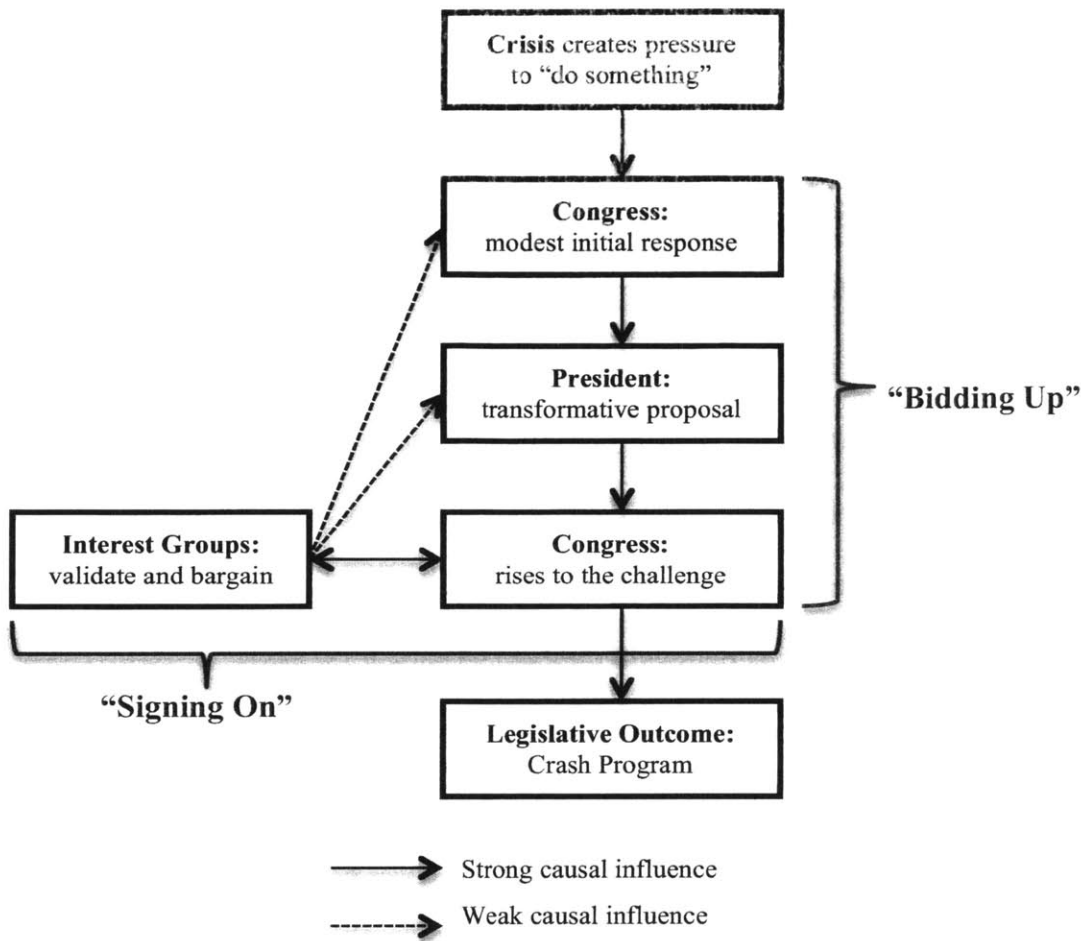 Crisis creates pressure
to “do something”
Congress:
modest initial response
President:
transformative proposal
“Bidding Up”
Interest Groups:
validate and bargain
Congress:
rises to the challenge
“Signing On”
Legislative Outcome:
Crash Program
Strong causal influence
Weak causal influence